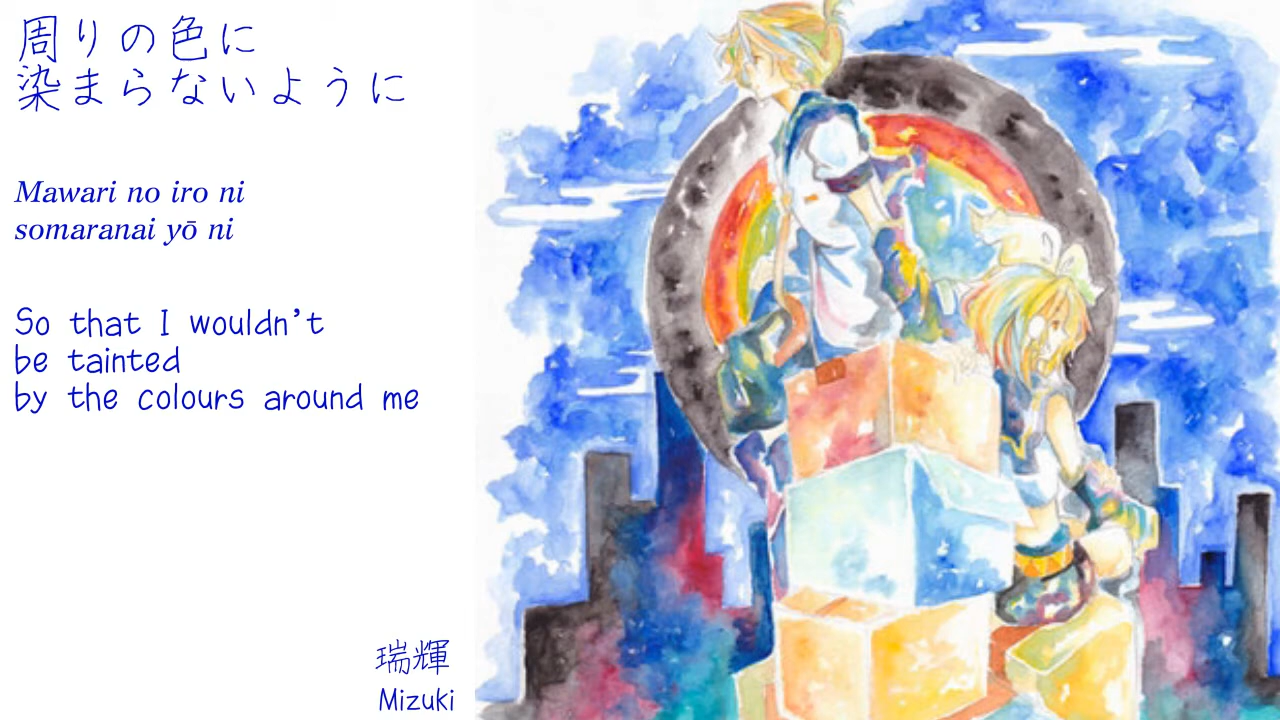 周りの色に
染まらないように
Mawari no iro ni
somaranai yō ni
So that I wouldn't
be tainted
by the colours around me
瑞輝
Mizuki